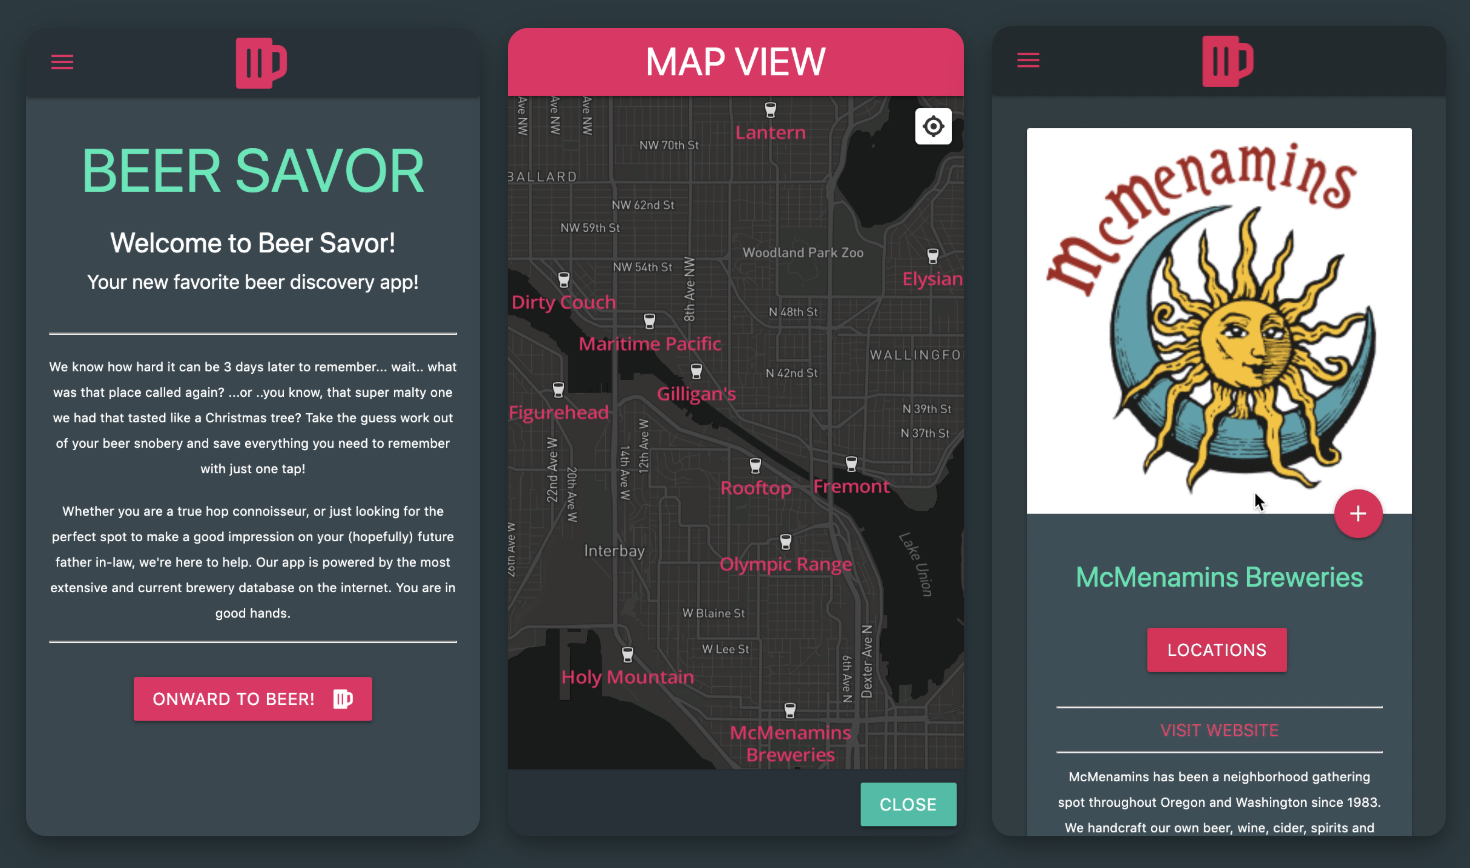 BEER SAVOR
Welcome to Beer Savor!
Your new favorite beer discovery app!
We know how hard it can be 3 days later to remember... wait.. what
was that place called again? ...or ..you know, that super malty one
we had that tasted like a Christmas tree? Take the guess work out
of your beer snobery and save everything you need to remember
with just one tap!
Whether you are a true hop connoisseur, or just looking for the
perfect spot to make a good impression on your (hopefully) future
father in-law, we're here to help. Our app is powered by the most
extensive and current brewery database on the internet. You are in
good hands.
ONWARD TO BEER!
MAP VIEW
Ave NW
Ave NW
Ave NW
Lantern
NW 70th St
BALLARD
NW 62nd St
NW 59th St
Woodland Park Zoo
NW 54th St
8th Ave NW
Elysian
Dirty Couch
N 48th St
Maritime Pacific
WALLINGFO
N 42nd St
Gilligan's
Figurehead
N 39th St
N 37th St
12th Ave W
14th Ave W
22nd Ave W
20th Ave W
Rooftop
Fremont
26th Ave W
Interbay
Olympic Range
Lake Union
W Blaine St
W Lee St
6th Ave N
Dexter Ave N
Holy Mountain
McMenamins
Breweries
CLOSE
McMenamins
McMenamins Breweries
LOCATIONS
VISIT WEBSITE
McMenamins has been a neighborhood gathering
spot throughout Oregon and Washington since 1983.
We handcraft our own beer, wine, cider, spirits and